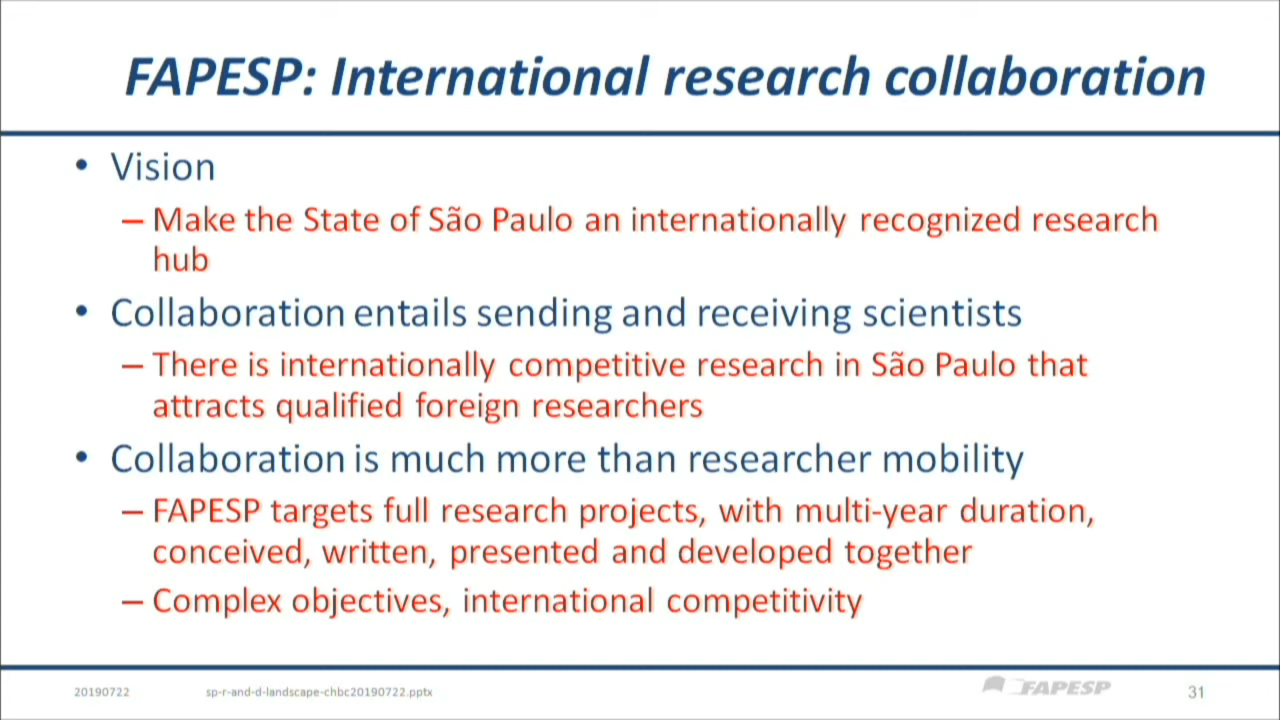 FAPESP: International research collaboration
• Vision
– Make the State of São Paulo an internationally recognized research
hub
• Collaboration entails sending and receiving scientists
– There is internationally competitive research in São Paulo that
attracts qualified foreign researchers
• Collaboration is much more than researcher mobility
– FAPESP targets full research projects, with multi-year duration,
conceived, written, presented and developed together
– Complex objectives, international competitivity
20190722 sp-r-and-d-landscape-chbc20190722.pptx FAPESP 31